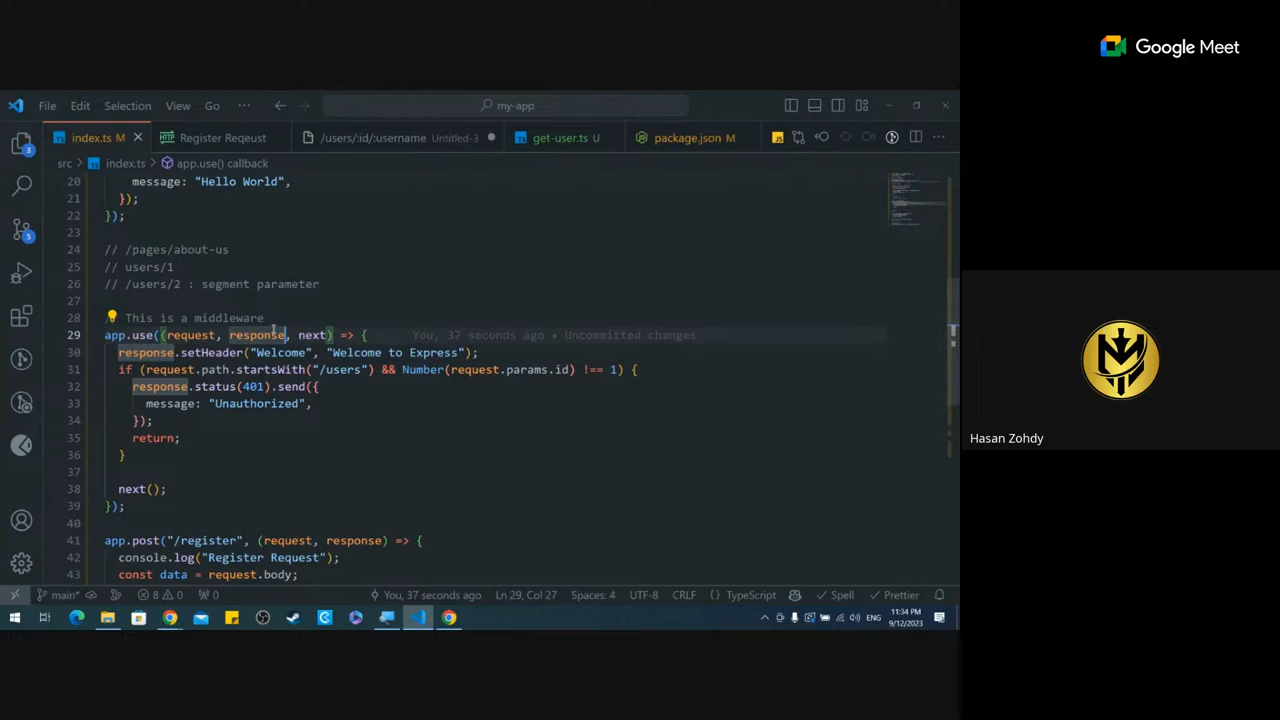 Google Meet
File Edit Selection View Go ··· my-app
index.ts M Register Reqeust /users/:id/:username Untitled-3 get-user.ts U package.json M
src > index.ts > app.use() callback
20 message: "Hello World",
21 });
22 });
23
24 // /pages/about-us
25 // users/1
26 // /users/2 : segment parameter
27
28 This is a middleware
29 app.use((request, response, next) => { You, 37 seconds ago • Uncommitted changes
30 response.setHeader("Welcome", "Welcome to Express");
31 if (request.path.startsWith("/users") && Number(request.params.id) !== 1) {
32 response.status(401).send({
33 message: "Unauthorized",
34 });
35 return;
36 }
37
38 next();
39 });
40
41 app.post("/register", (request, response) => {
42 console.log("Register Request");
43 const data = request.body;
3
5
Hasan Zohdy
main* 8 0 0 You, 37 seconds ago Ln 29, Col 27 Spaces: 4 UTF-8 CRLF {} TypeScript Spell Prettier
ENG 11:34 PM
9/12/2023